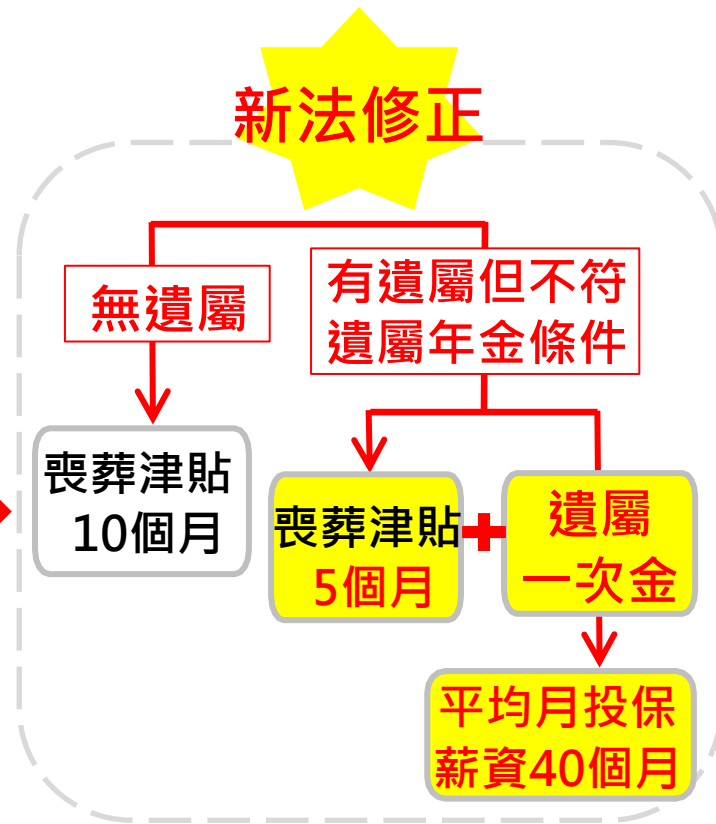 新法修正
無遺屬
有遺屬但不符
遺屬年金條件
喪葬津貼
10個月
喪葬津貼
5個月
遺屬
一次金
平均月投保
薪資40個月